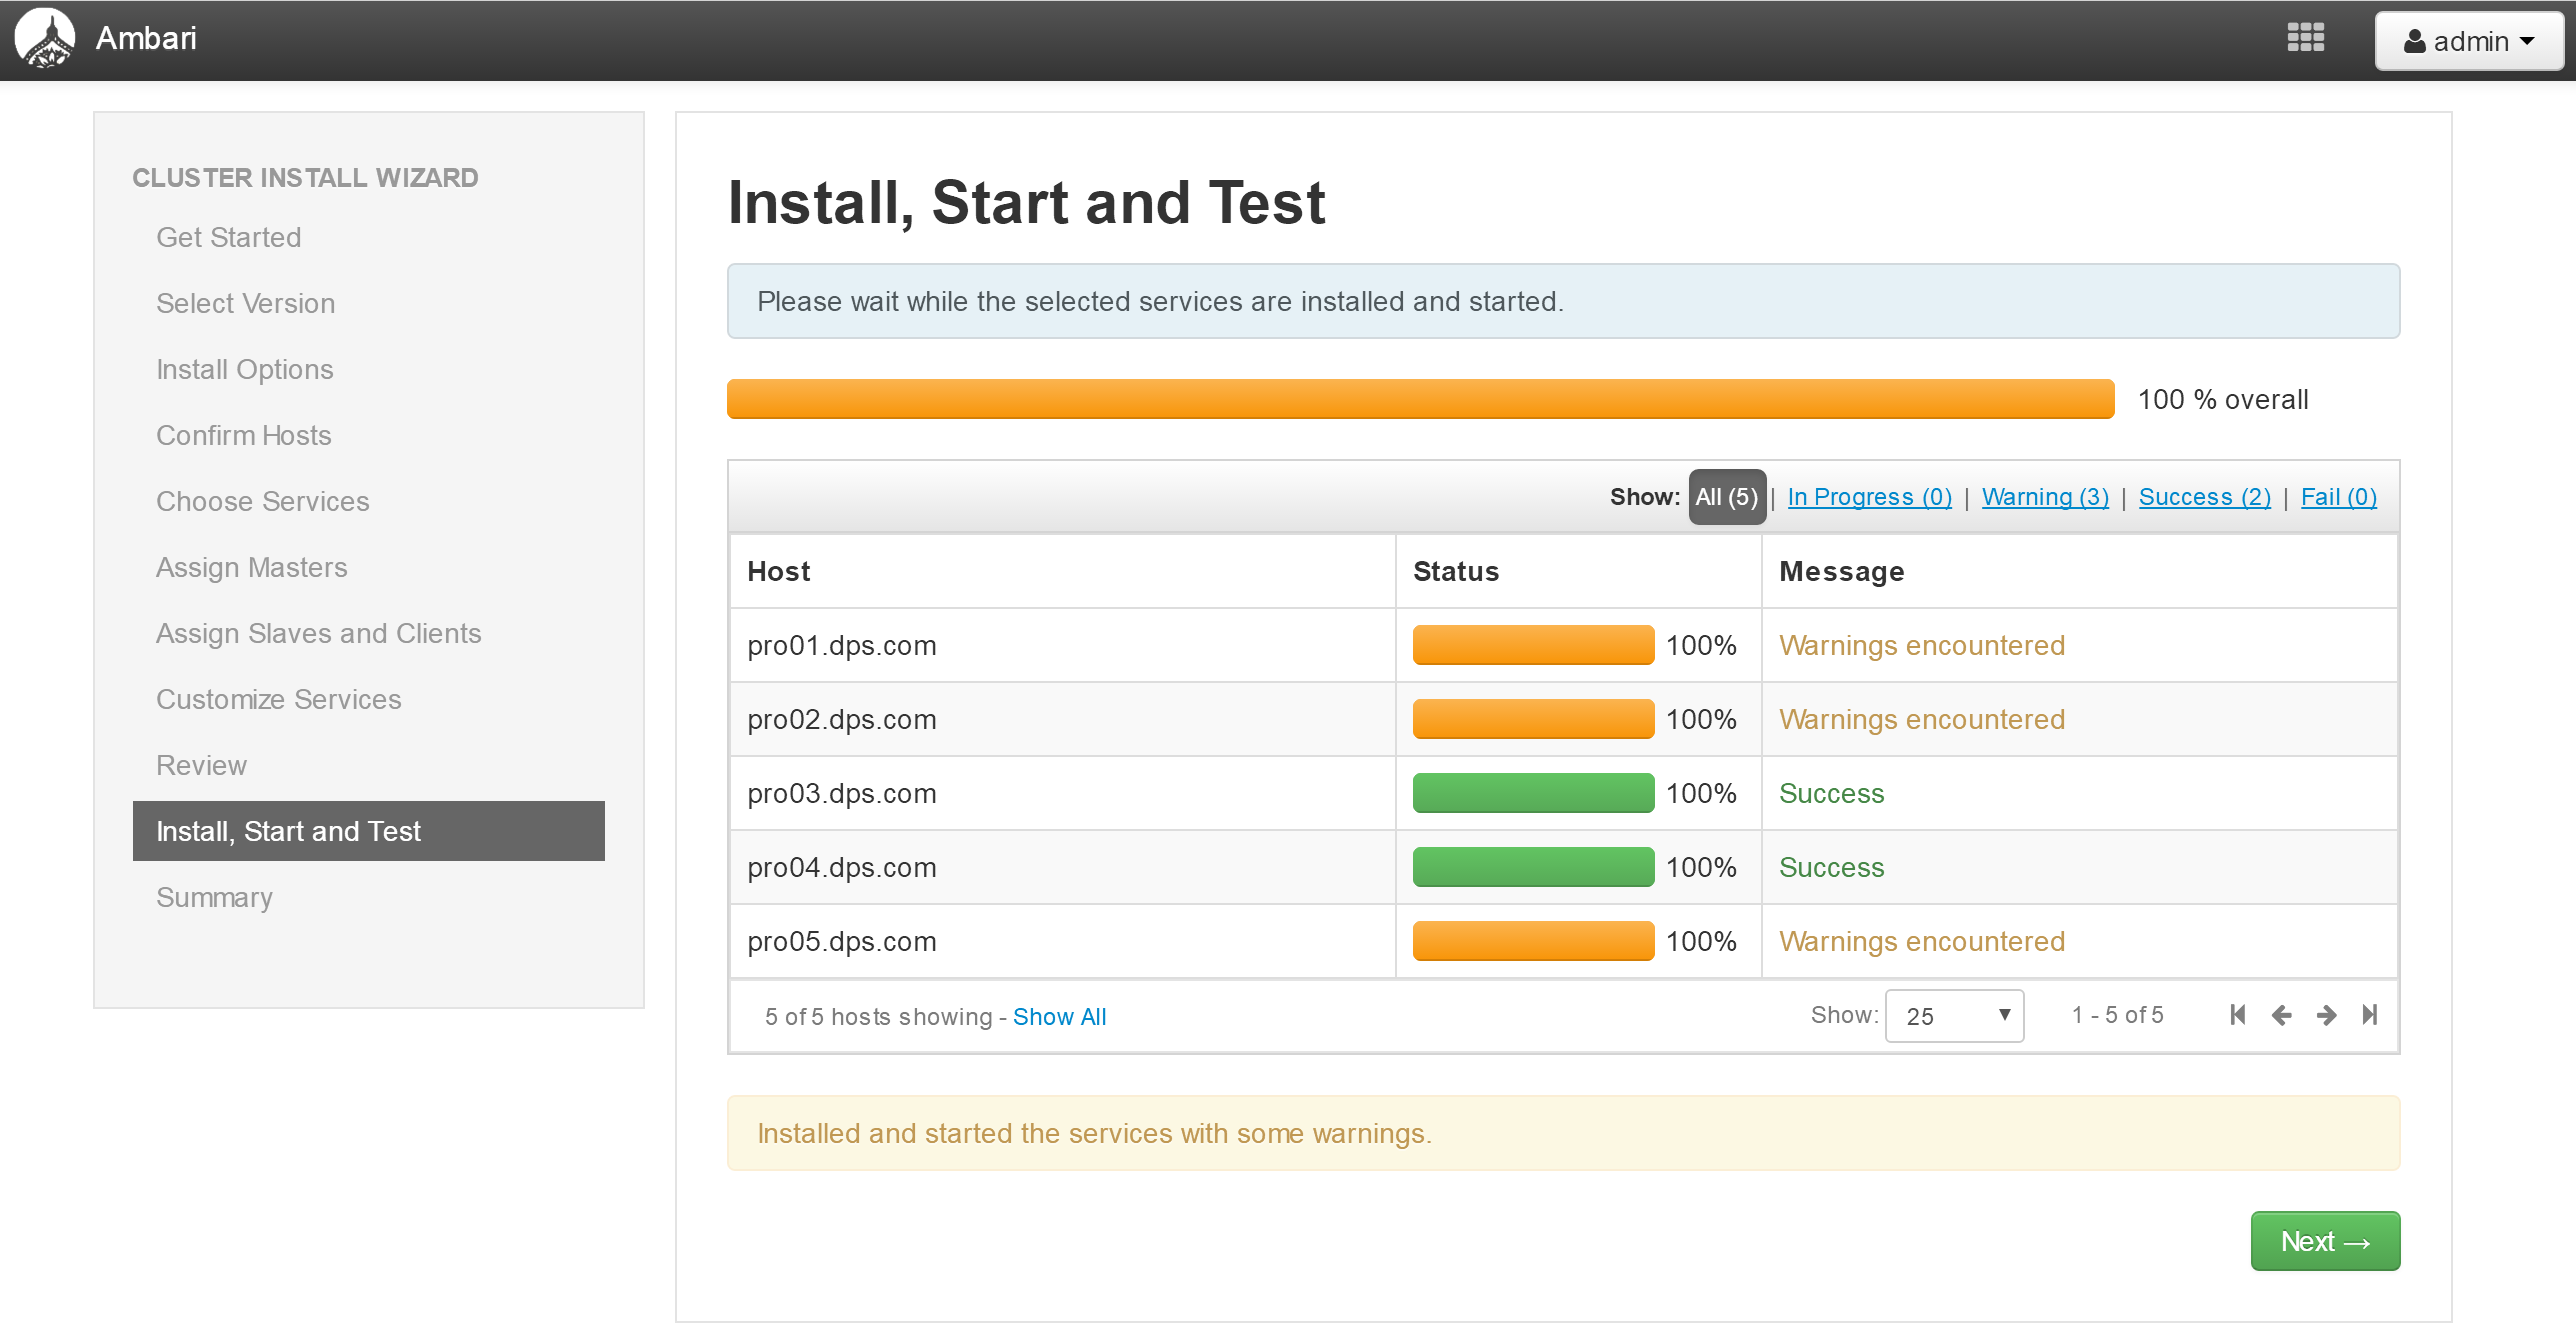 Ambari
admin
CLUSTER INSTALL WIZARD
Get Started
Select Version
Install Options
Confirm Hosts
Choose Services
Assign Masters
Assign Slaves and Clients
Customize Services
Review
Install, Start and Test
Summary
Install, Start and Test
Please wait while the selected services are installed and started.
100 % overall
Show: All (5) | In Progress (0) | Warning (3) | Success (2) | Fail (0)
Host Status Message
pro01.dps.com 100% Warnings encountered
pro02.dps.com 100% Warnings encountered
pro03.dps.com 100% Success
pro04.dps.com 100% Success
pro05.dps.com 100% Warnings encountered
5 of 5 hosts showing - Show All Show: 25 1 - 5 of 5
Installed and started the services with some warnings.
Next →